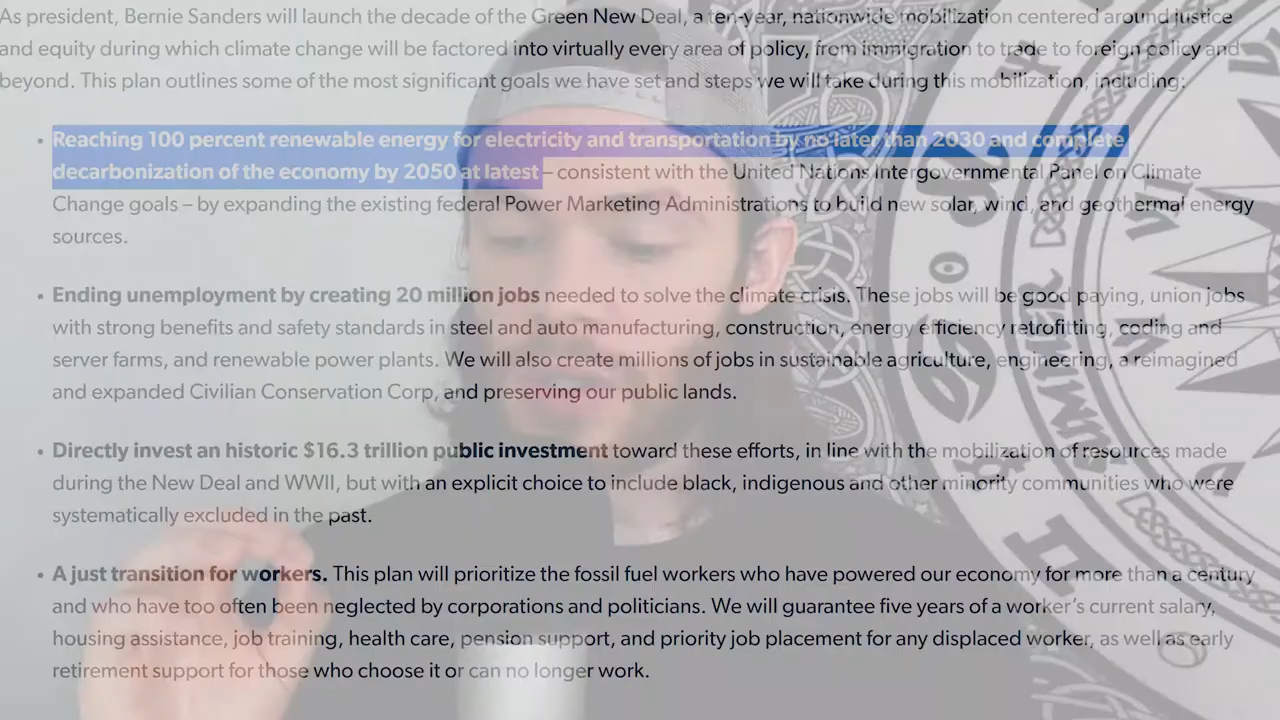 As president, Bernie Sanders will launch the decade of the Green New Deal, a ten-year, nationwide mobilization centered around justice
and equity during which climate change will be factored into virtually every area of policy, from immigration to trade to foreign policy and
beyond. This plan outlines some of the most significant goals we have set and steps we will take during this mobilization, including:
• Reaching 100 percent renewable energy for electricity and transportation by no later than 2030 and complete
decarbonization of the economy by 2050 at latest – consistent with the United Nations Intergovernmental Panel on Climate
Change goals – by expanding the existing federal Power Marketing Administrations to build new solar, wind, and geothermal energy
sources.
• Ending unemployment by creating 20 million jobs needed to solve the climate crisis. These jobs will be good paying, union jobs
with strong benefits and safety standards in steel and auto manufacturing, construction, energy efficiency retrofitting, coding and
server farms, and renewable power plants. We will also create millions of jobs in sustainable agriculture, engineering, a reimagined
and expanded Civilian Conservation Corp, and preserving our public lands.
• Directly invest an historic $16.3 trillion public investment toward these efforts, in line with the mobilization of resources made
during the New Deal and WWII, but with an explicit choice to include black, indigenous and other minority communities who were
systematically excluded in the past.
• A just transition for workers. This plan will prioritize the fossil fuel workers who have powered our economy for more than a century
and who have too often been neglected by corporations and politicians. We will guarantee five years of a worker's current salary,
housing assistance, job training, health care, pension support, and priority job placement for any displaced worker, as well as early
retirement support for those who choose it or can no longer work.